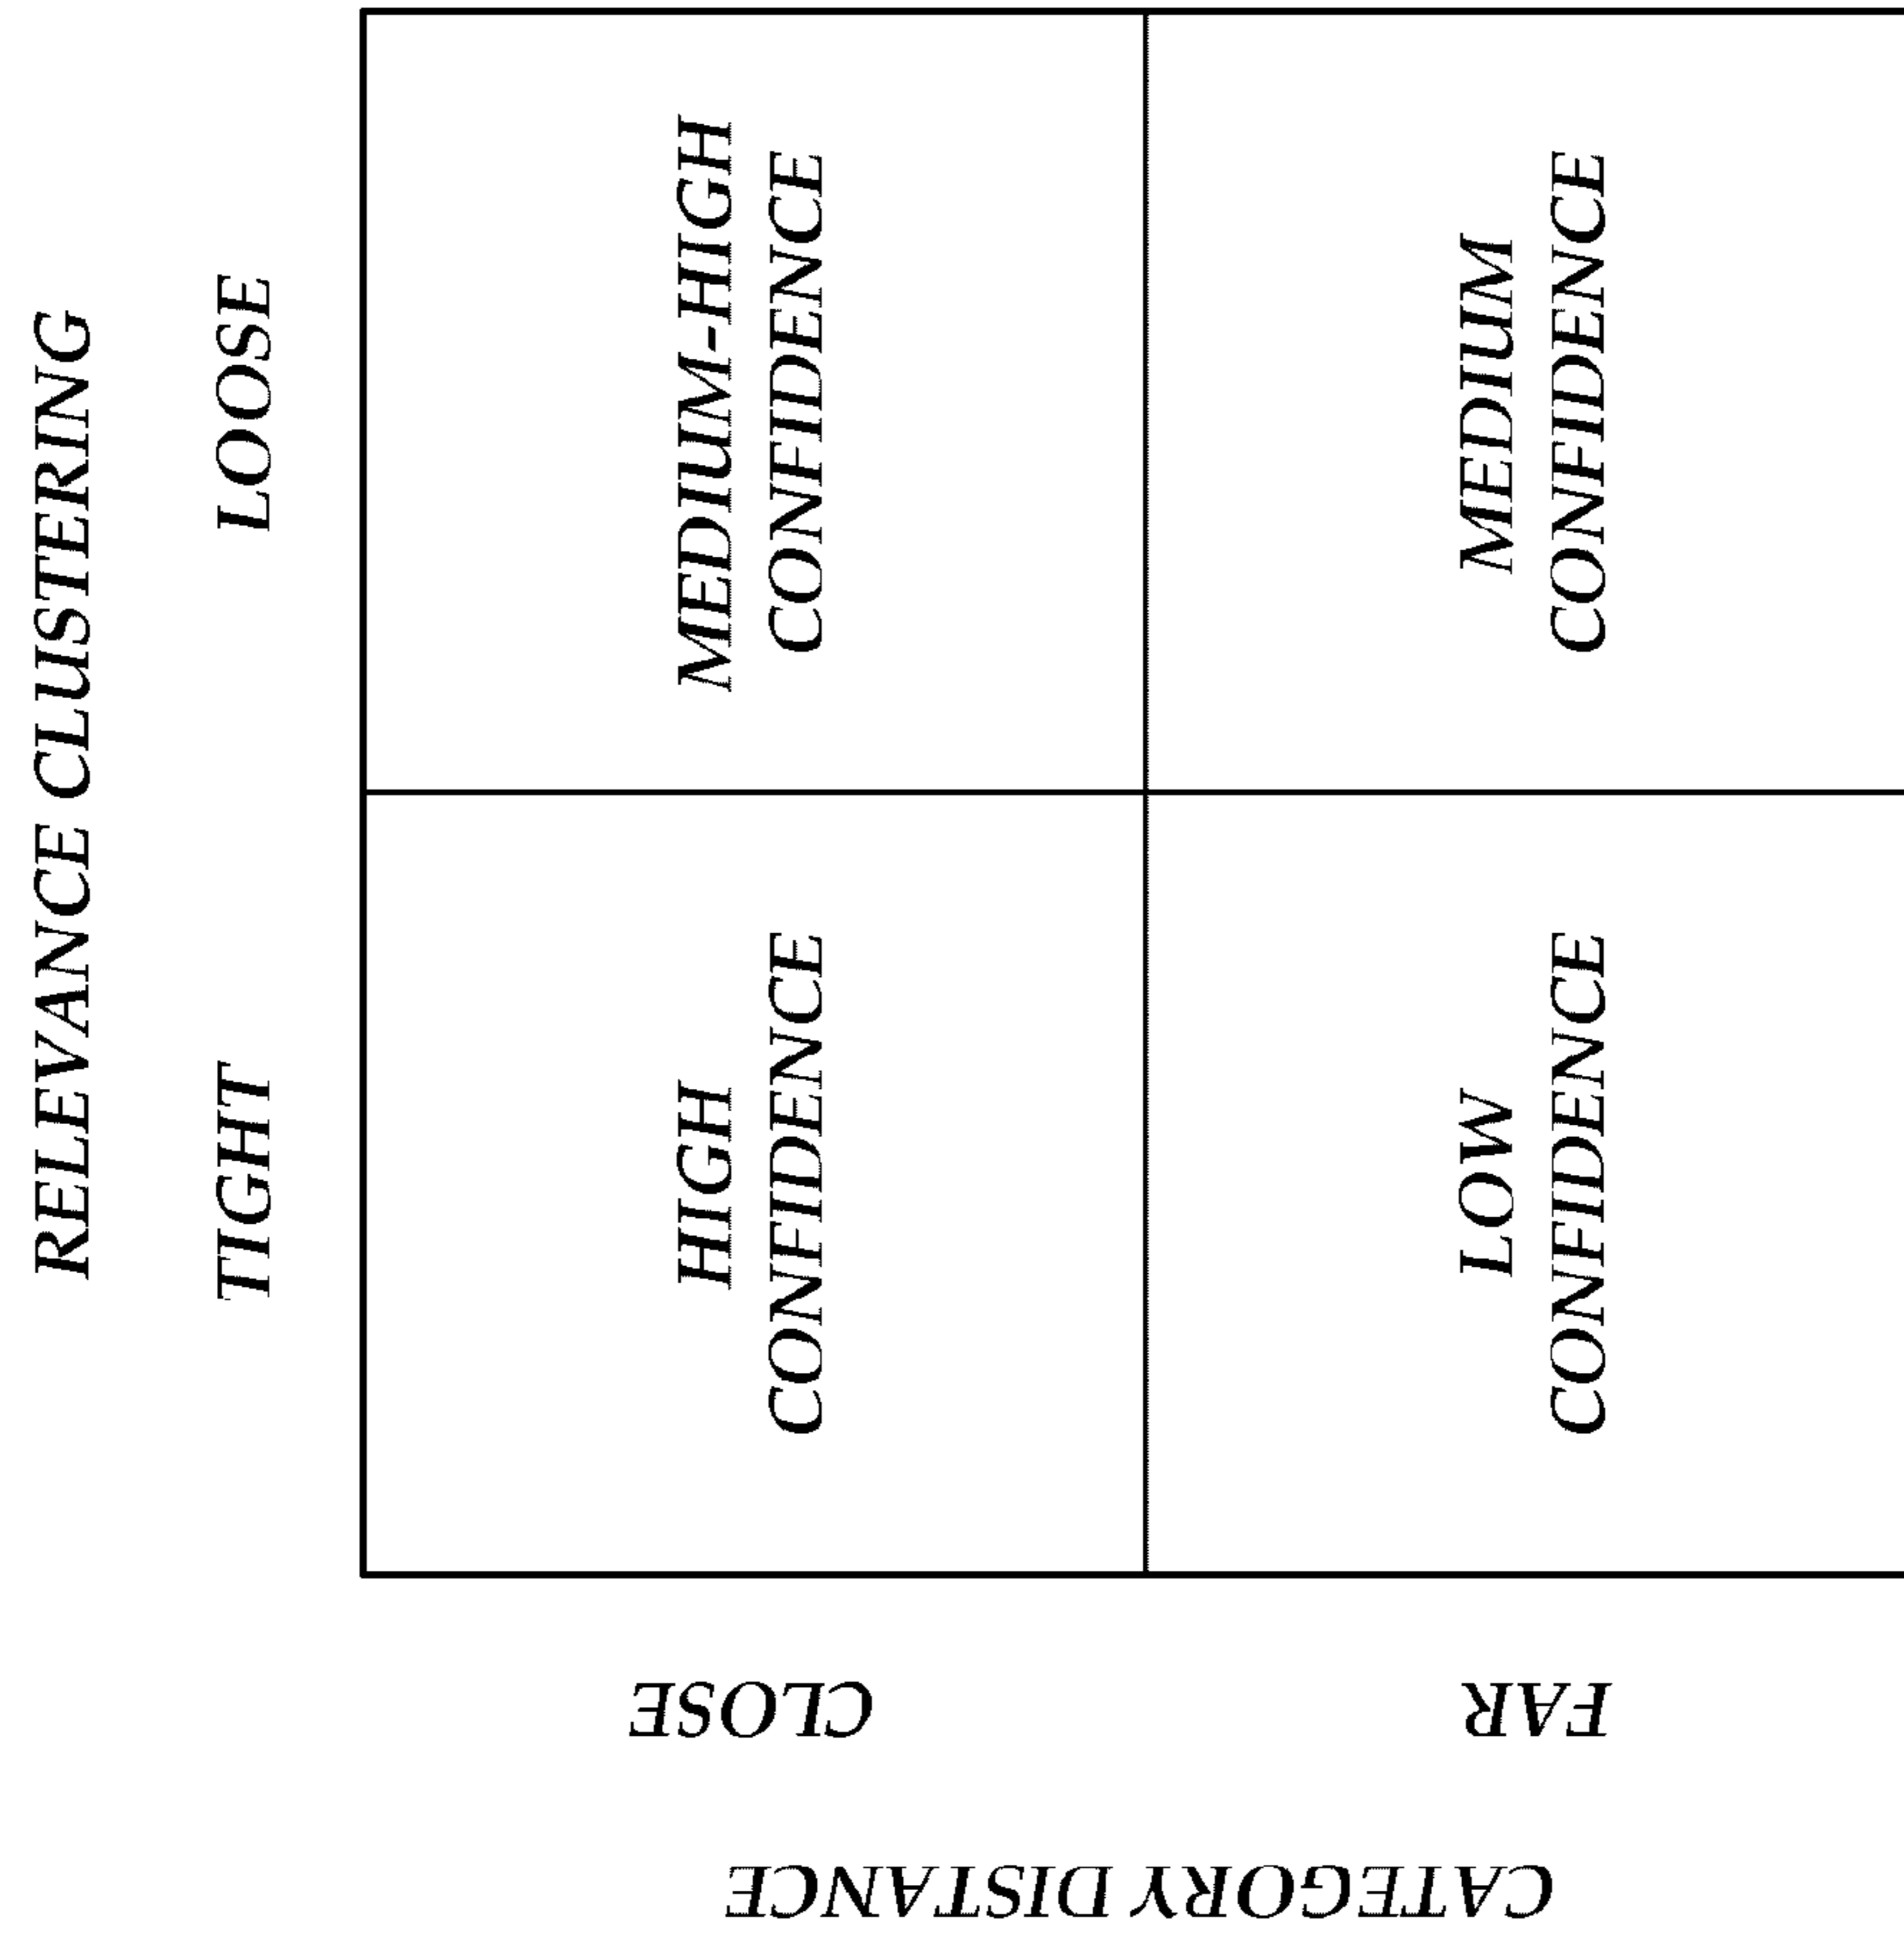 RELEVANCE CLUSTERING
TIGHT
LOOSE
CATEGORY DISTANCE
CLOSE
HIGH
CONFIDENCE
MEDIUM-HIGH
CONFIDENCE
FAR
LOW
CONFIDENCE
MEDIUM
CONFIDENCE